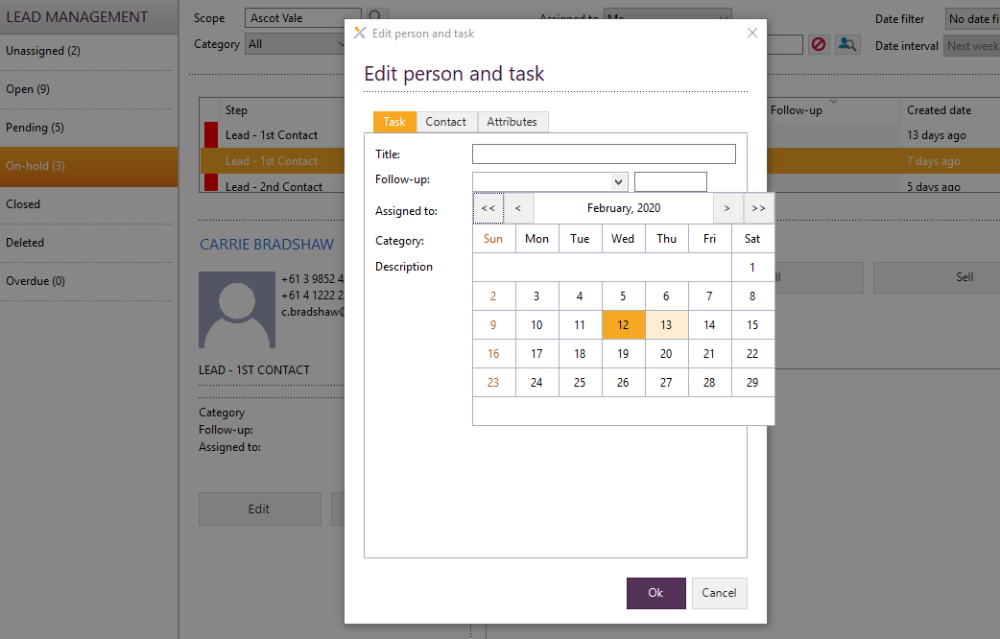 LEAD MANAGEMENT
Unassigned (2)
Open (9)
Pending (5)
On-hold (3)
Closed
Deleted
Overdue (0)
Scope
Ascot Vale
Category
All
Assigned to
Me
Date filter
No date fi
Date interval
Next week
Step
Follow-up
Created date
Lead - 1st Contact
13 days ago
Lead - 1st Contact
7 days ago
Lead - 2nd Contact
5 days ago
CARRIE BRADSHAW
+61 3 9852 4
+61 4 1222 2
c.bradshaw@
LEAD - 1ST CONTACT
Category
Follow-up:
Assigned to:
Edit
Sell
Edit person and task
Edit person and task
Task Contact Attributes
Title:
Follow-up:
Assigned to:
Category:
Description
<< < February, 2020 > >>
Sun Mon Tue Wed Thu Fri Sat
1
2 3 4 5 6 7 8
9 10 11 12 13 14 15
16 17 18 19 20 21 22
23 24 25 26 27 28 29
Ok Cancel